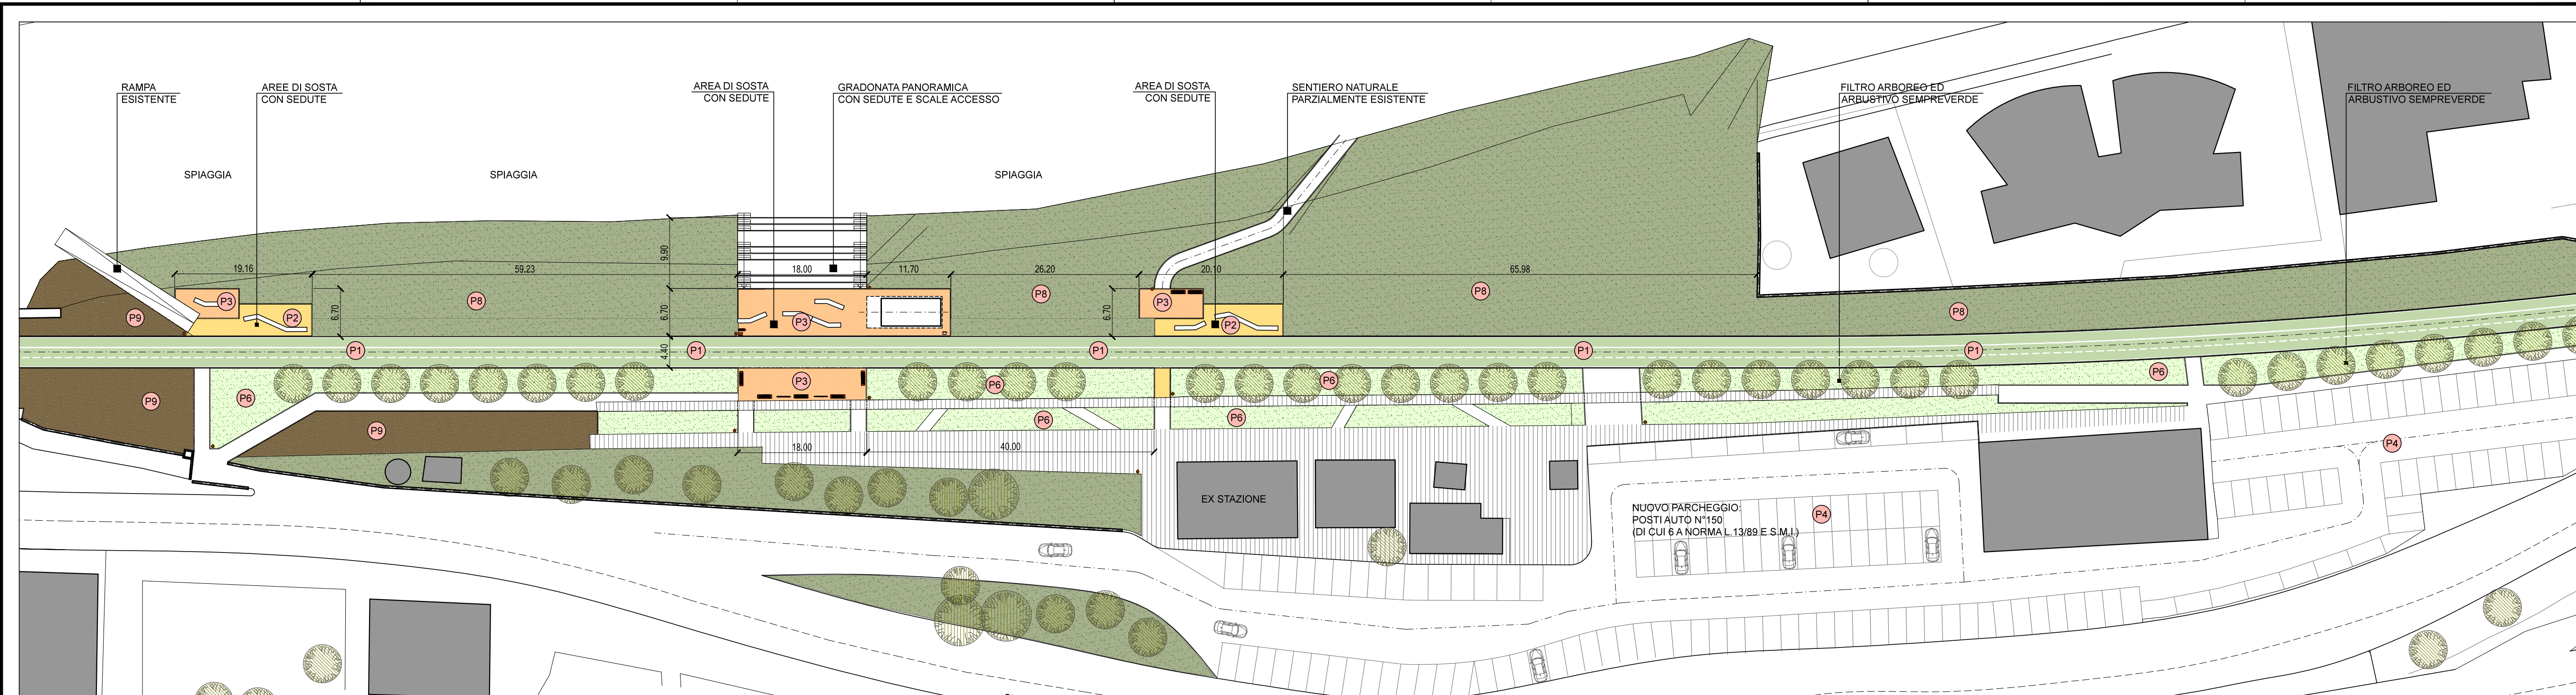 RAMPA
ESISTENTE
AREE DI SOSTA
CON SEDUTE
AREA DI SOSTA
CON SEDUTE
GRADONATA PANORAMICA
CON SEDUTE E SCALE ACCESSO
AREA DI SOSTA
CON SEDUTE
SENTIERO NATURALE
PARZIALMENTE ESISTENTE
FILTRO ARBOREO ED
ARBUSTIVO SEMPREVERDE
FILTRO ARBOREO ED
ARBUSTIVO SEMPREVERDE
SPIAGGIA
SPIAGGIA
SPIAGGIA
9.90
19.16
59.23
18.00
11.70
26.20
20.10
65.98
P3
P8
P8
P3
P8
P9
P2
6.70
6.70
P3
6.70
P2
P8
P1
P1
4.40
P1
P1
P1
P9
P6
P3
P6
P6
P6
P9
P6
P6
18.00
40.00
P4
EX STAZIONE
NUOVO PARCHEGGIO:
POSTI AUTO N°150
(DI CUI 6 A NORMA L.13/89 E S.M.I.)
P4